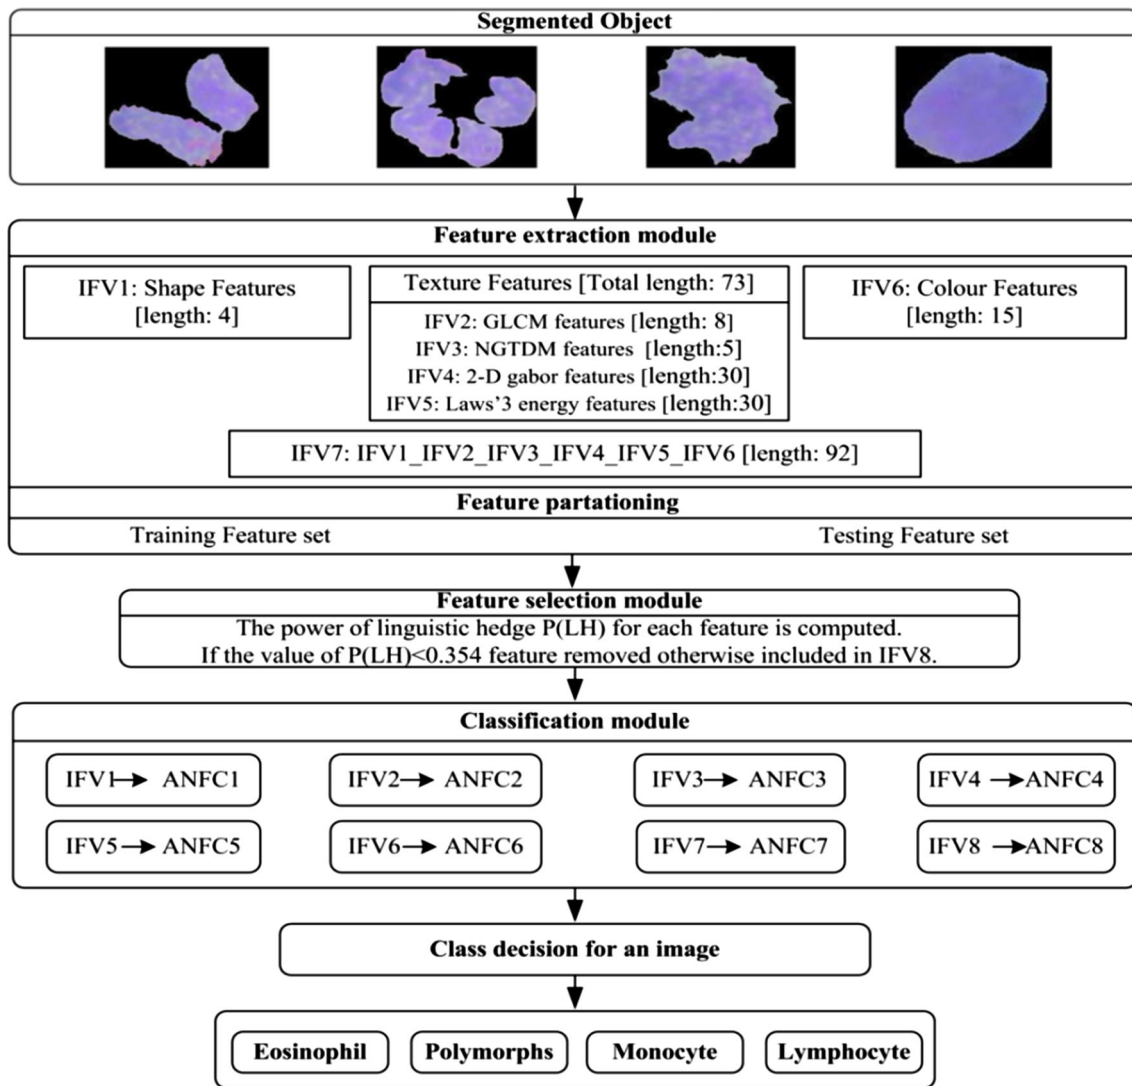 Segmented Object
Feature extraction module
IFV1: Shape Features
[length: 4]
Texture Features [Total length: 73]
IFV2: GLCM features [length: 8]
IFV3: NGTDM features [length:5]
IFV4: 2-D gabor features [length:30]
IFV5: Laws'3 energy features [length:30]
IFV6: Colour Features
[length: 15]
IFV7: IFV1_IFV2_IFV3_IFV4_IFV5_IFV6 [length: 92]
Feature partationing
Training Feature set
Testing Feature set
Feature selection module
The power of linguistic hedge P(LH) for each feature is computed.
If the value of P(LH)<0.354 feature removed otherwise included in IFV8.
Classification module
IFV1→ ANFC1
IFV2→ ANFC2
IFV3→ ANFC3
IFV4 →ANFC4
IFV5→ ANFC5
IFV6→ ANFC6
IFV7→ ANFC7
IFV8 →ANFC8
Class decision for an image
Eosinophil
Polymorphs
Monocyte
Lymphocyte